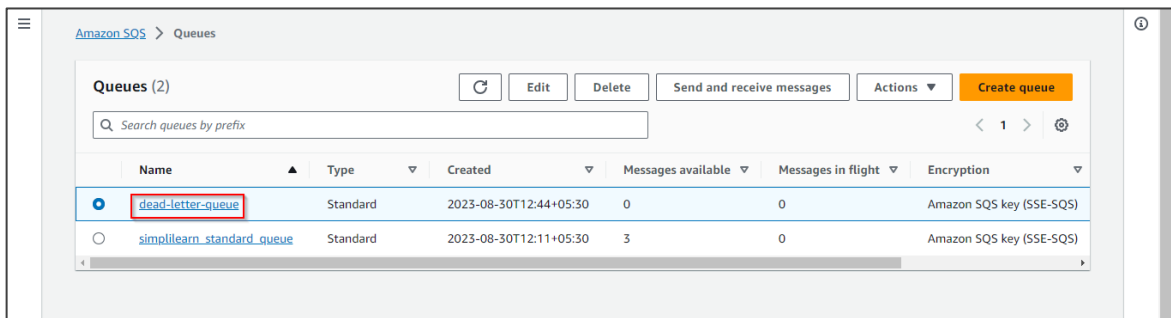 Amazon SQS > Queues
Queues (2) Edit Delete Send and receive messages Actions ▼ Create queue
Search queues by prefix < 1 >
Name ▲ Type ▽ Created ▽ Messages available ▽ Messages in flight ▽ Encryption ▽
dead-letter-queue Standard 2023-08-30T12:44+05:30 0 0 Amazon SQS key (SSE-SQS)
simplilearn_standard_queue Standard 2023-08-30T12:11+05:30 3 0 Amazon SQS key (SSE-SQS)